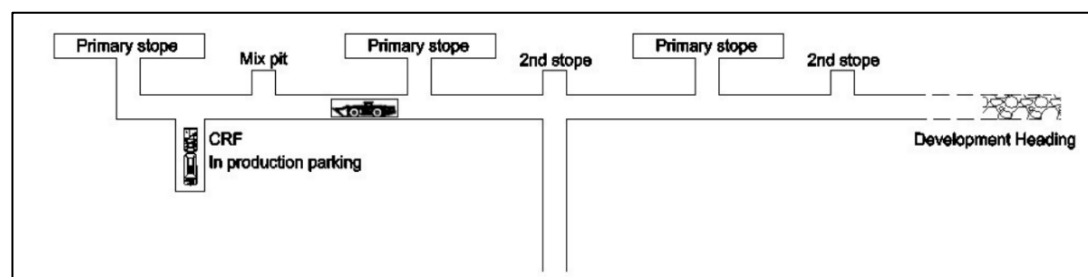 Primary stope
Mix pit
Primary stope
2nd stope
Primary stope
2nd stope
CRF
In production parking
Development Heading